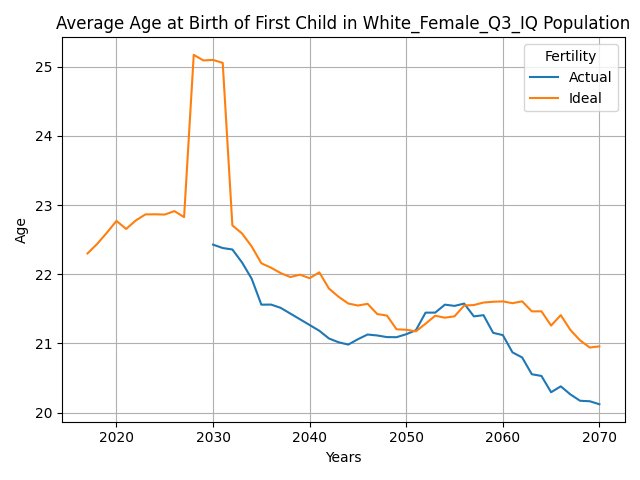 Average Age at Birth of First Child in White_Female_Q3_IQ Population
Fertility
Actual
Ideal
Age
25
24
23
22
21
20
2020 2030 2040 2050 2060 2070
Years